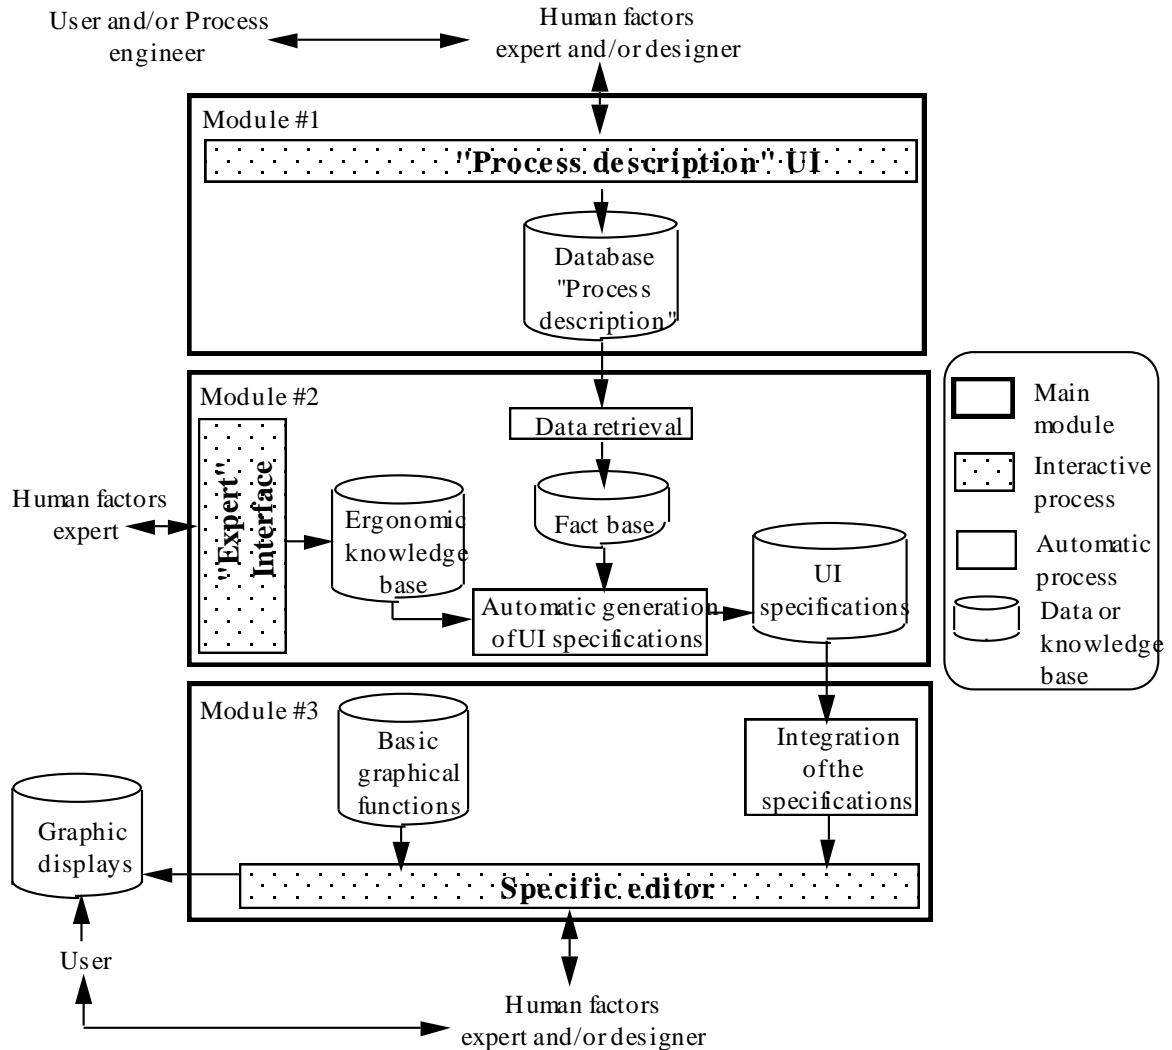 User and/or Process
engineer
Human factors
expert and/or designer
Module #1
"Process description" UI
Database
"Process
description"
Module #2
Data retrieval
"Expert"
Interface
Human factors
expert
Ergonomic
knowledge
base
Fact base
UI
specifications
Automatic generation
of UI specifications
Main
module
Interactive
process
Automatic
process
Data or
knowledge
base
Module #3
Basic
graphical
functions
Integration
of the
specifications
Graphic
displays
Specific editor
User
Human factors
expert and/or designer